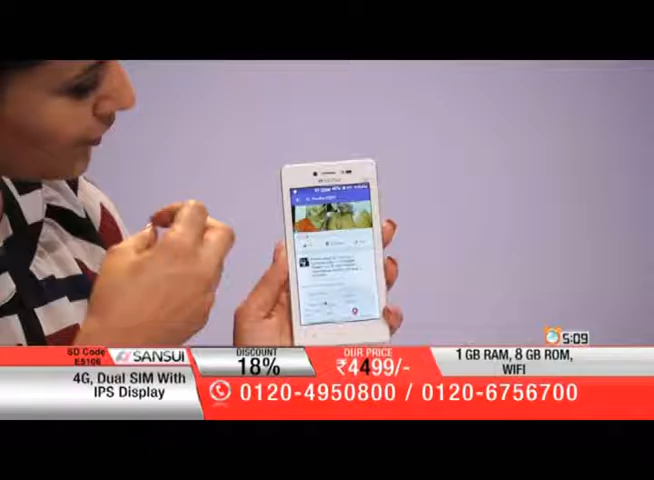 5:09
SD Code
E5106
SANSUI
DISCOUNT
18%
OUR PRICE
₹4499/-
1 GB RAM, 8 GB ROM,
WIFI
4G, Dual SIM With
IPS Display
0120-4950800 / 0120-6756700